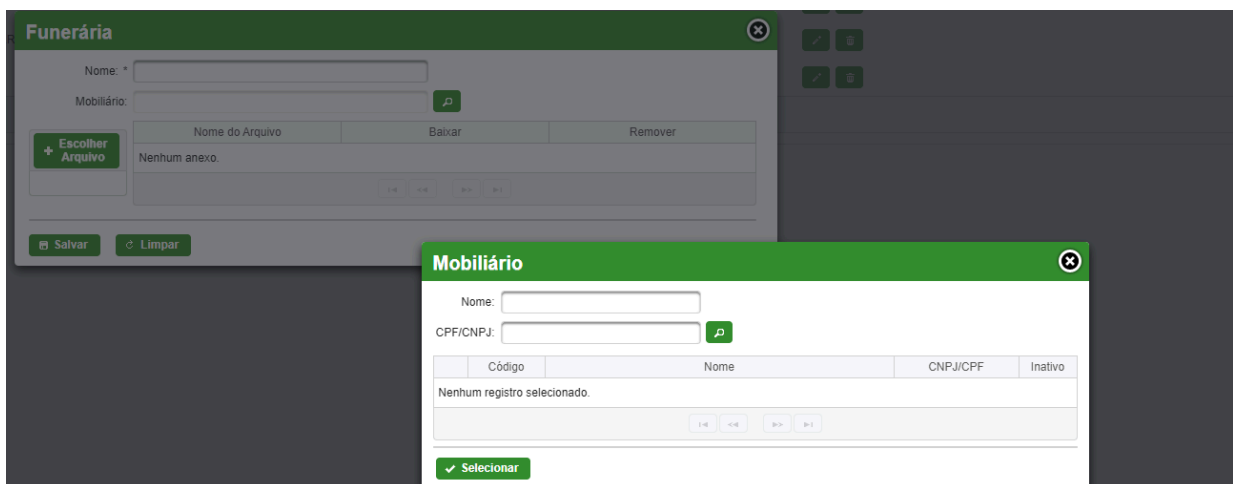 Funerária
R
Nome: *
Mobiliário:
Escolher
Arquivo
Nome do Arquivo Baixar Remover
Nenhum anexo.
Salvar Limpar
Mobiliário
Nome:
CPF/CNPJ:
Código Nome CNPJ/CPF Inativo
Nenhum registro selecionado.
Selecionar